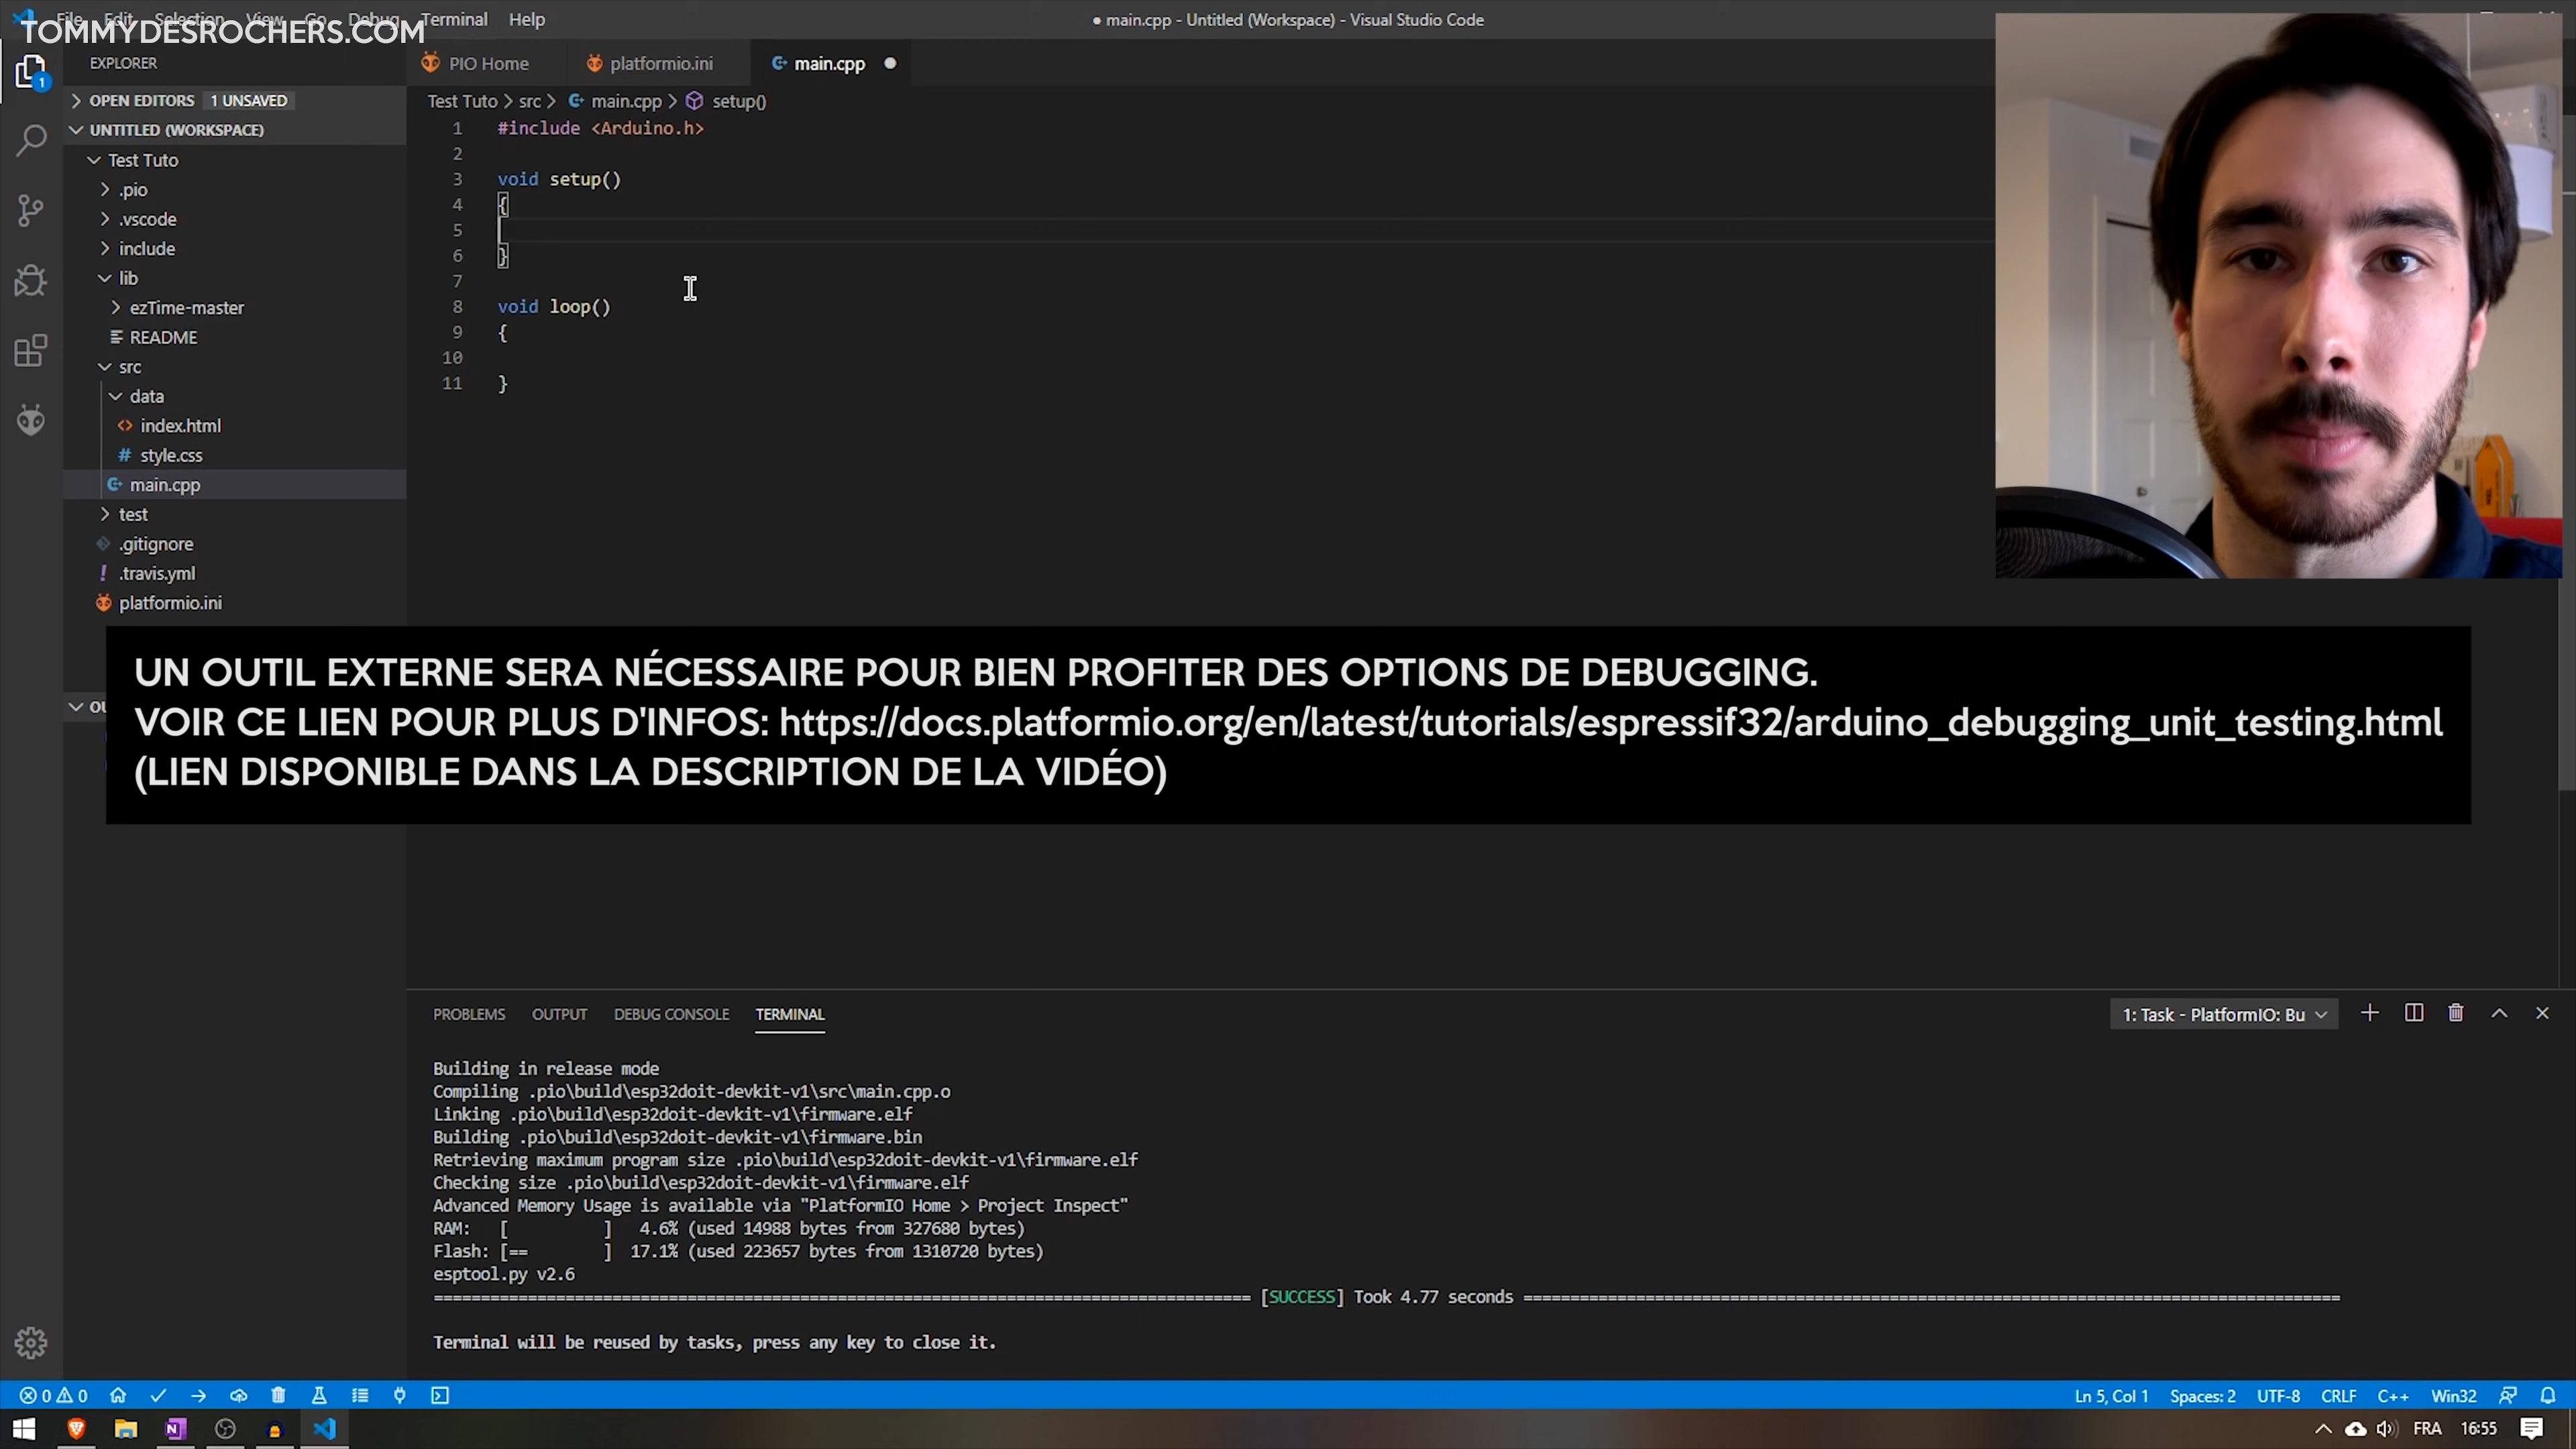 File Edit Selection View Go Debug Terminal Help
TOMMYDESROCHERS.COM
● main.cpp - Untitled (Workspace) - Visual Studio Code
EXPLORER
PIO Home
platformio.ini
main.cpp
OPEN EDITORS 1 UNSAVED
Test Tuto > src > main.cpp > setup()
UNTITLED (WORKSPACE)
Test Tuto
.pio
.vscode
include
lib
ezTime-master
README
src
data
index.html
style.css
main.cpp
test
.gitignore
.travis.yml
platformio.ini
1 #include <Arduino.h>
2
3 void setup()
4 {
5
6 }
7
8 void loop()
9 {
10
11 }
UN OUTIL EXTERNE SERA NÉCESSAIRE POUR BIEN PROFITER DES OPTIONS DE DEBUGGING.
VOIR CE LIEN POUR PLUS D'INFOS: https://docs.platformio.org/en/latest/tutorials/espressif32/arduino_debugging_unit_testing.html
(LIEN DISPONIBLE DANS LA DESCRIPTION DE LA VIDÉO)
PROBLEMS OUTPUT DEBUG CONSOLE TERMINAL
1: Task - PlatformIO: Bu
Building in release mode
Compiling .pio\build\esp32doit-devkit-v1\src\main.cpp.o
Linking .pio\build\esp32doit-devkit-v1\firmware.elf
Building .pio\build\esp32doit-devkit-v1\firmware.bin
Retrieving maximum program size .pio\build\esp32doit-devkit-v1\firmware.elf
Checking size .pio\build\esp32doit-devkit-v1\firmware.elf
Advanced Memory Usage is available via "PlatformIO Home > Project Inspect"
RAM: [ ] 4.6% (used 14988 bytes from 327680 bytes)
Flash: [== ] 17.1% (used 223657 bytes from 1310720 bytes)
esptool.py v2.6
[SUCCESS] Took 4.77 seconds
Terminal will be reused by tasks, press any key to close it.
0 0
Ln 5, Col 1 Spaces: 2 UTF-8 CRLF C++ Win32
FRA 16:55